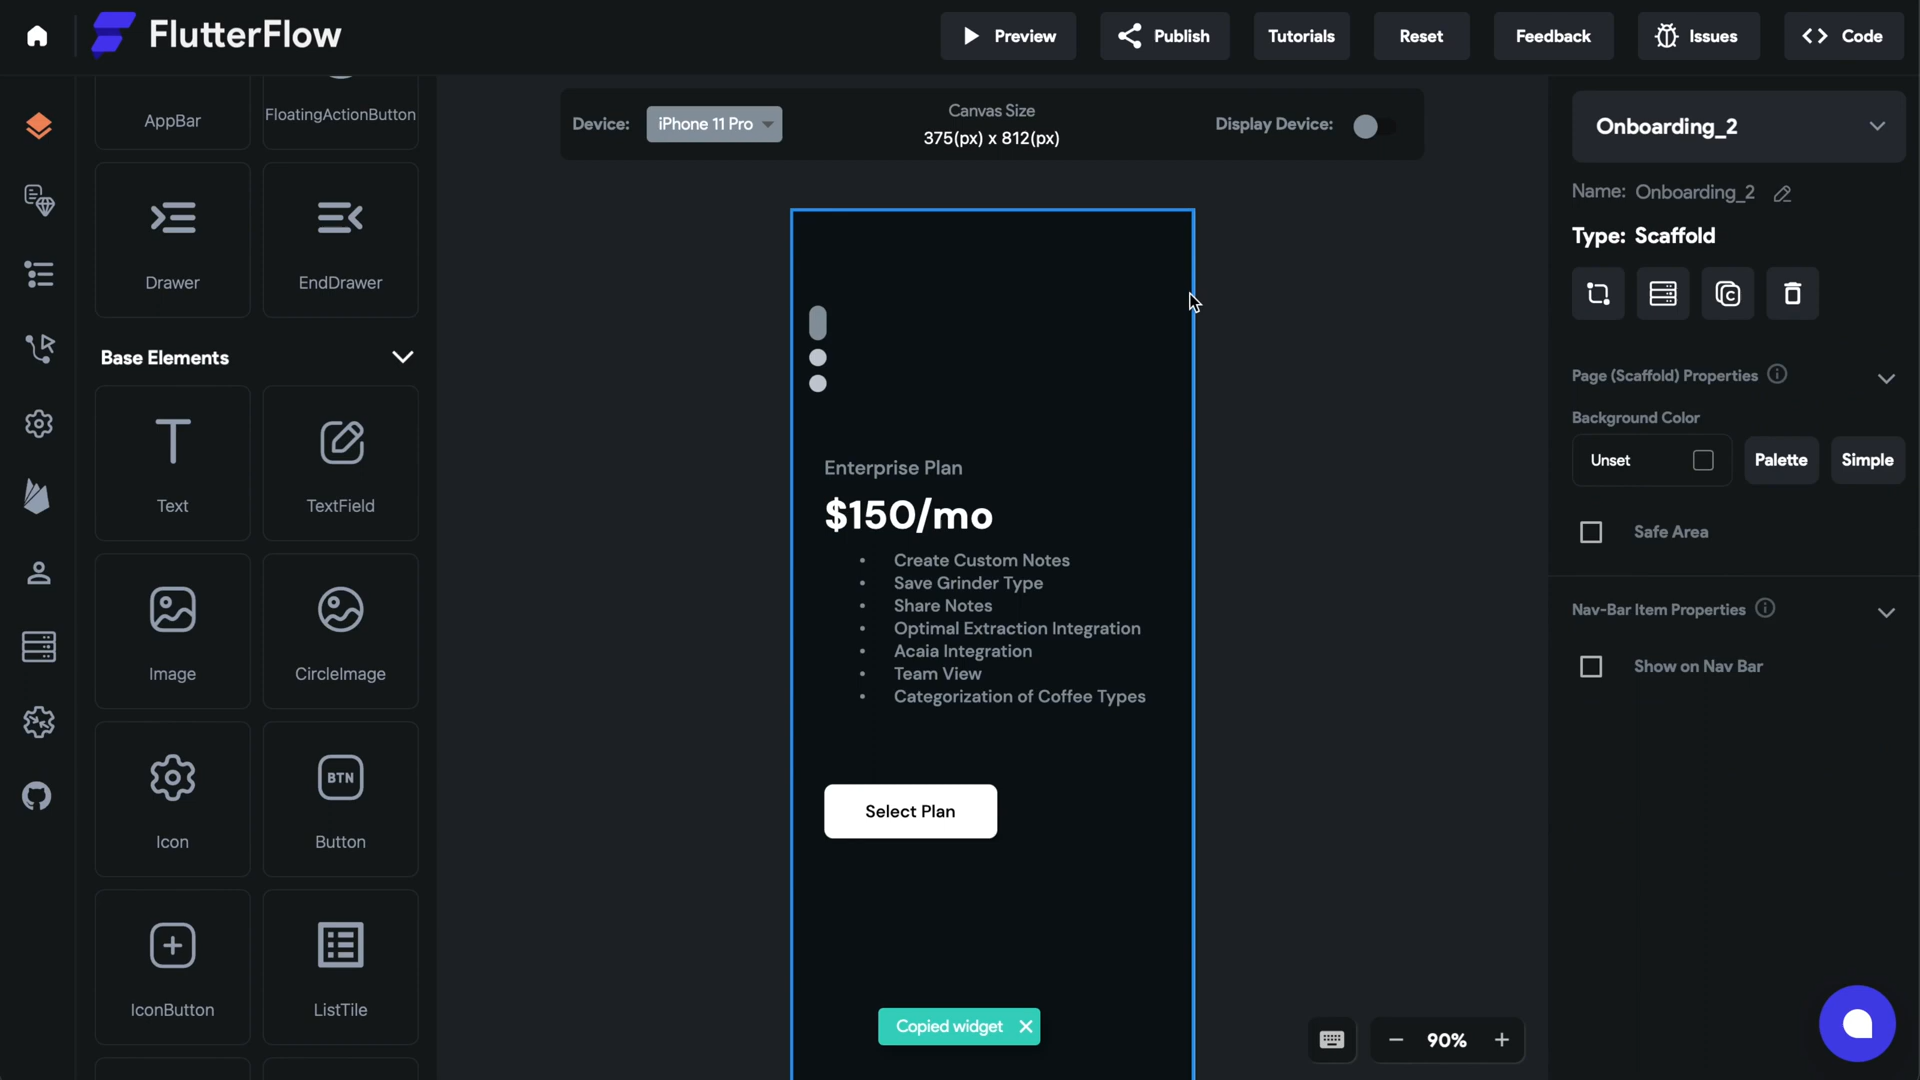 FlutterFlow
Preview
Publish
Tutorials
Reset
Feedback
Issues
Code
AppBar
FloatingActionButton
Drawer
EndDrawer
Base Elements
Text
TextField
Image
CircleImage
Icon
BTN
Button
IconButton
ListTile
Device:
iPhone 11 Pro
Canvas Size
375(px) x 812(px)
Display Device:
Enterprise Plan
$150/mo
• Create Custom Notes
• Save Grinder Type
• Share Notes
• Optimal Extraction Integration
• Acaia Integration
• Team View
• Categorization of Coffee Types
Select Plan
Copied widget
90%
Onboarding_2
Name: Onboarding_2
Type: Scaffold
Page (Scaffold) Properties
Background Color
Unset
Palette
Simple
Safe Area
Nav-Bar Item Properties
Show on Nav Bar